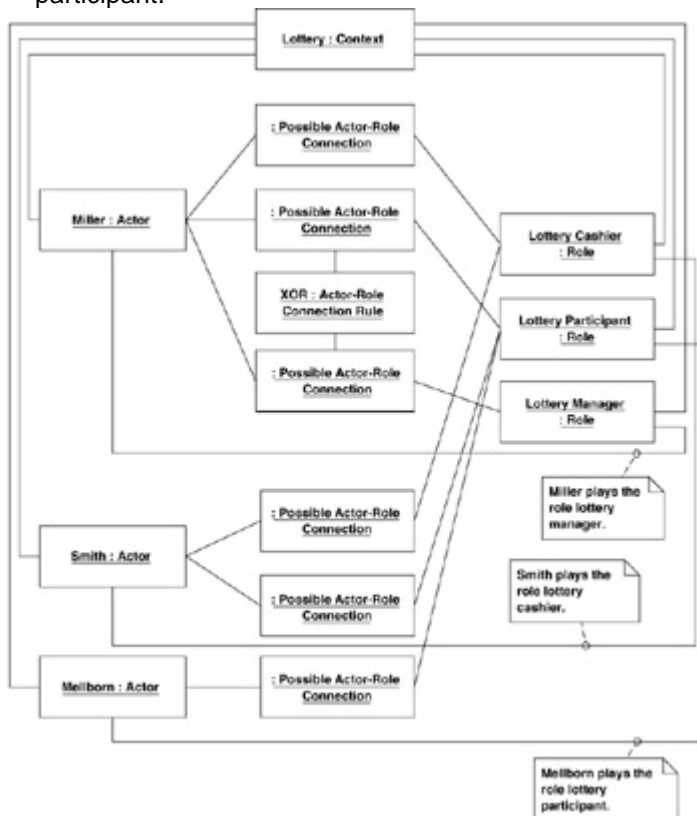 participant.
Lottery : Context
: Possible Actor-Role
Connection
Miller : Actor
: Possible Actor-Role
Connection
Lottery Cashier
: Role
XOR : Actor-Role
Connection Rule
Lottery Participant
: Role
: Possible Actor-Role
Connection
Lottery Manager
: Role
Miller plays the
role lottery
manager.
: Possible Actor-Role
Connection
Smith : Actor
Smith plays the
role lottery
cashier.
: Possible Actor-Role
Connection
Mellborn : Actor
: Possible Actor-Role
Connection
Mellborn plays the
role lottery
participant.